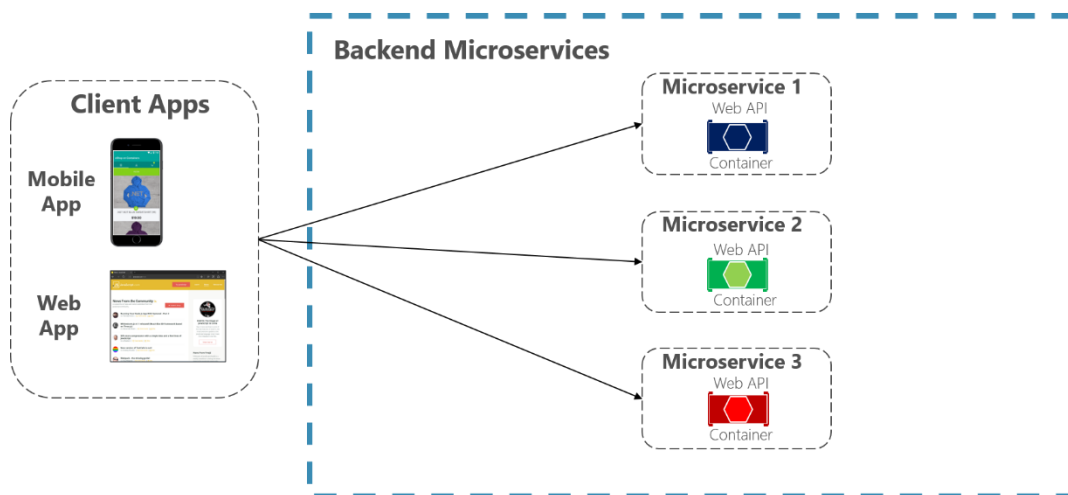 Backend Microservices
Client Apps
Mobile
App
Web
App
Microservice 1
Web API
Container
Microservice 2
Web API
Container
Microservice 3
Web API
Container